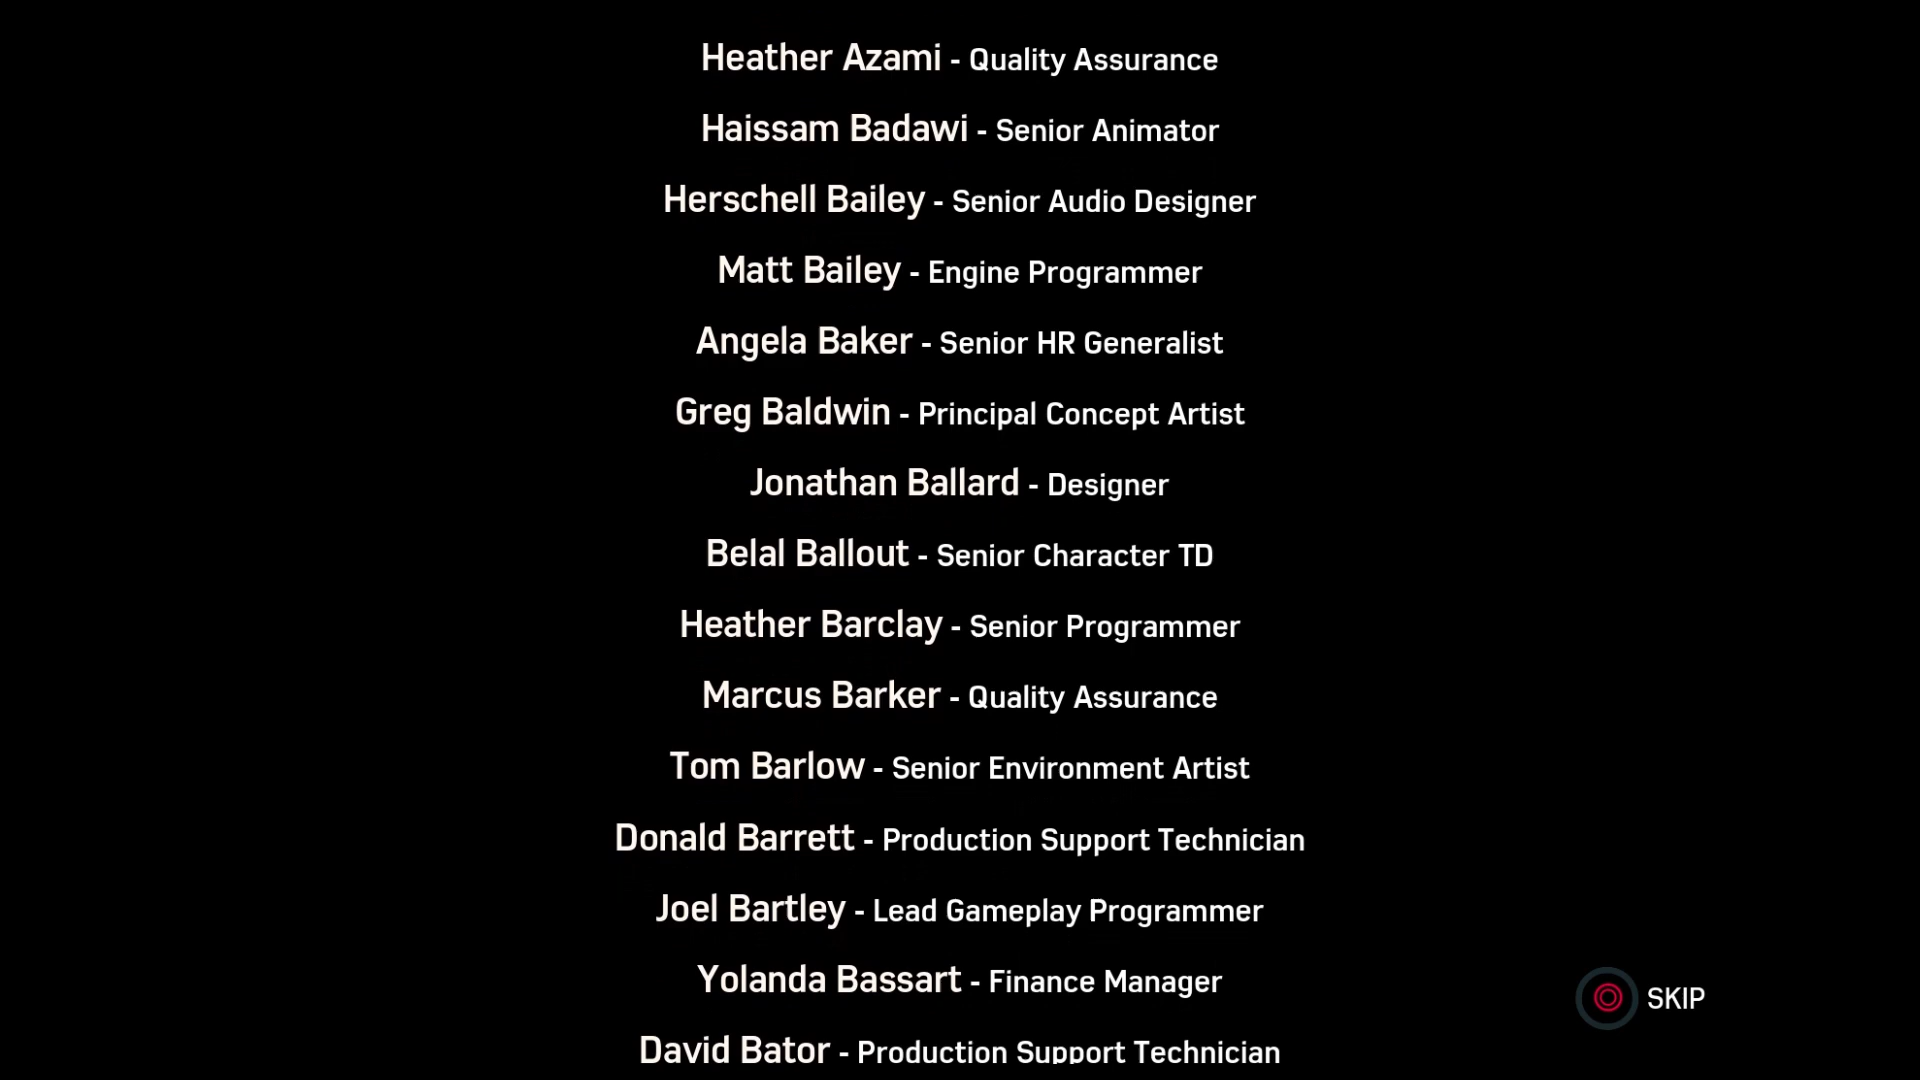 Heather Azami - Quality Assurance
Haissam Badawi - Senior Animator
Herschell Bailey - Senior Audio Designer
Matt Bailey - Engine Programmer
Angela Baker - Senior HR Generalist
Greg Baldwin - Principal Concept Artist
Jonathan Ballard - Designer
Belal Ballout - Senior Character TD
Heather Barclay - Senior Programmer
Marcus Barker - Quality Assurance
Tom Barlow - Senior Environment Artist
Donald Barrett - Production Support Technician
Joel Bartley - Lead Gameplay Programmer
Yolanda Bassart - Finance Manager
SKIP
David Bator - Production Support Technician